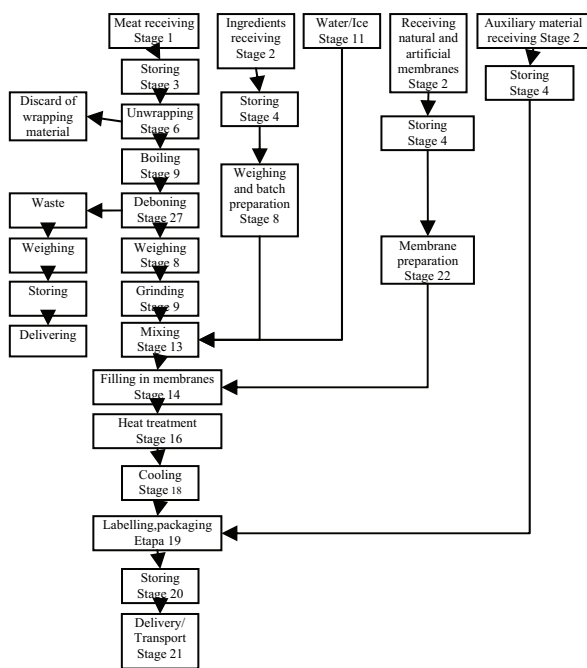 Meat receiving
Stage 1
Ingredients
receiving
Stage 2
Water/Ice
Stage 11
Receiving
natural and
artificial
membranes
Stage 2
Auxiliary material
receiving Stage 2
Storing
Stage 3
Storing
Stage 4
Storing
Stage 4
Storing
Stage 4
Discard of
wrapping
material
Unwrapping
Stage 6
Boiling
Stage 9
Weighing
and batch
preparation
Stage 8
Waste
Deboning
Stage 27
Weighing
Weighing
Stage 8
Membrane
preparation
Stage 22
Storing
Grinding
Stage 9
Delivering
Mixing
Stage 13
Filling in membranes
Stage 14
Heat treatment
Stage 16
Cooling
Stage 18
Labelling,packaging
Etapa 19
Storing
Stage 20
Delivery/
Transport
Stage 21